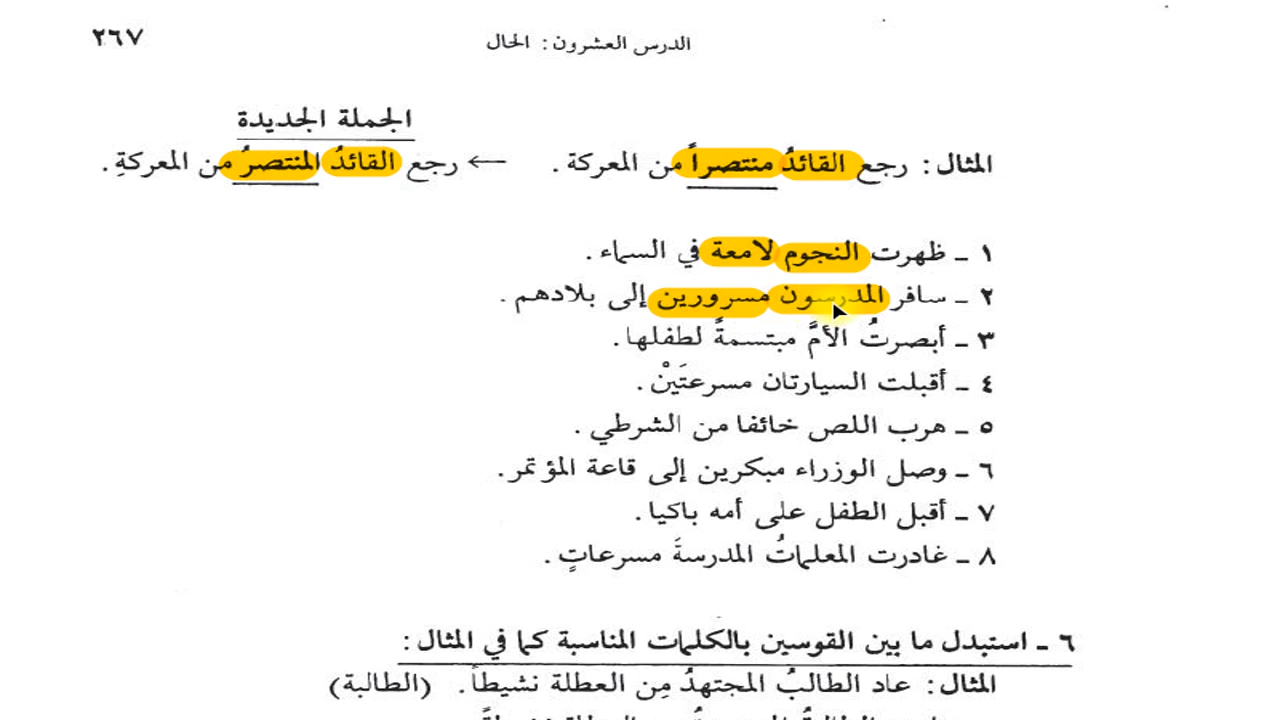 الدرس العشرون: الحال ٢٦٧
الجملة الجديدة
المثال: رجع القائدُ منتصراً من المعركة. ← رجع القائدُ المنتصرُ من المعركةِ.
١ ـ ظهرت النجوم لامعة في السماء.
٢ ـ سافر المدرسون مسرورين إلى بلادهم.
٣ ـ أبصرتُ الأمَّ مبتسمةً لطفلها.
٤ ـ أقبلت السيارتان مسرعتَيْن.
٥ ـ هرب اللص خائفا من الشرطي.
٦ ـ وصل الوزراء مبكرين إلى قاعة المؤتمر.
٧ ـ أقبل الطفل على أمه باكيا.
٨ ـ غادرت المعلماتُ المدرسةَ مسرعاتٍ.
٦ ـ استبدل ما بين القوسين بالكلمات المناسبة كما في المثال:
المثال: عاد الطالبُ المجتهدُ مِن العطلة نشيطاً. (الطالبة)